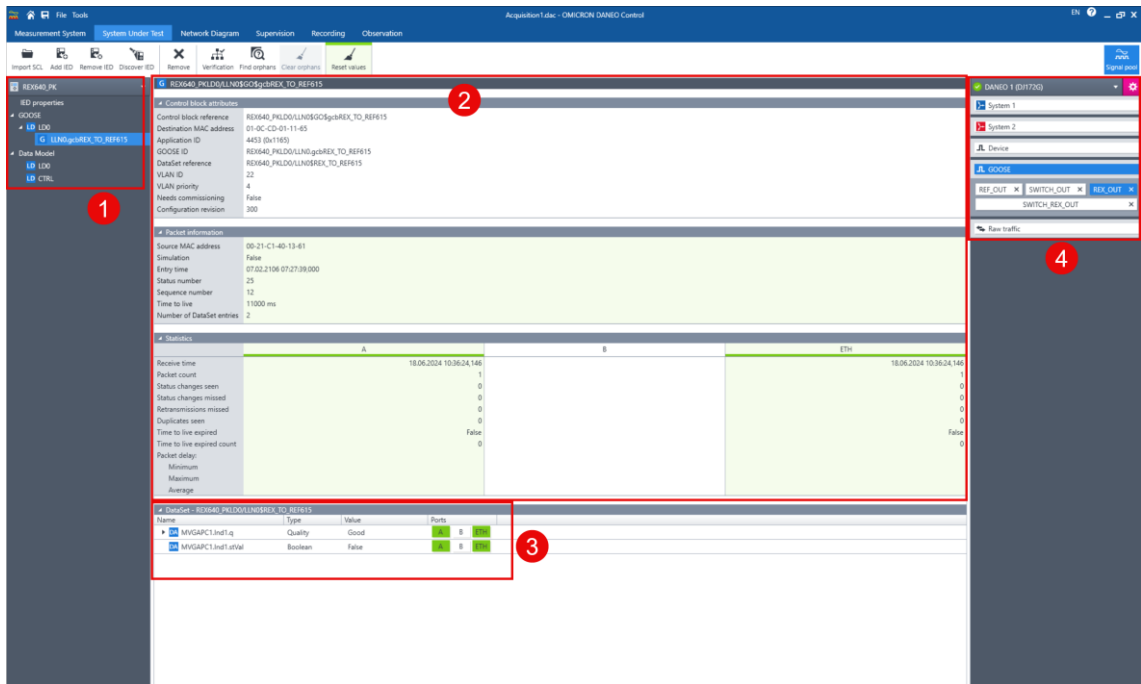 File Tools
Acquisition1.dac - OMICRON DANEO Control
EN
Measurement System System Under Test Network Diagram Supervision Recording Observation
Import SCL Add IED Remove IED Discover IED Remove Verification Find orphans Clear orphans Reset values Signal pool
REX640_PK
IED properties
GOOSE
LD LD0
G LLN0.gcbREX_TO_REF615
Data Model
LD LD0
LD CTRL
1
G REX640_PKLD0/LLN0$GO$gcbREX_TO_REF615
2
Control block attributes
Control block reference REX640_PKLD0/LLN0$GO$gcbREX_TO_REF615
Destination MAC address 01-0C-CD-01-11-65
Application ID 4453 (0x1165)
GOOSE ID REX640_PKLD0/LLN0.gcbREX_TO_REF615
DataSet reference REX640_PKLD0/LLN0$REX_TO_REF615
VLAN ID 22
VLAN priority 4
Needs commissioning False
Configuration revision 300
Packet information
Source MAC address 00-21-C1-40-13-61
Simulation False
Entry time 07.02.2106 07:27:39,000
Status number 25
Sequence number 12
Time to live 11000 ms
Number of DataSet entries 2
Statistics
A B ETH
Receive time 18.06.2024 10:36:24,146 18.06.2024 10:36:24,146
Packet count 1 1
Status changes seen 0 0
Status changes missed 0 0
Retransmissions missed 0 0
Duplicates seen 0 0
Time to live expired False False
Time to live expired count 0 0
Packet delay:
Minimum
Maximum
Average
DataSet - REX640_PKLD0/LLN0$REX_TO_REF615
Name Type Value Ports
DA MVGAPC1.Ind1.q Quality Good A B ETH
DA MVGAPC1.Ind1.stVal Boolean False A B ETH
3
DANEO 1 (DJ172G)
System 1
System 2
Device
GOOSE
REF_OUT SWITCH_OUT REX_OUT
SWITCH_REX_OUT
Raw traffic
4